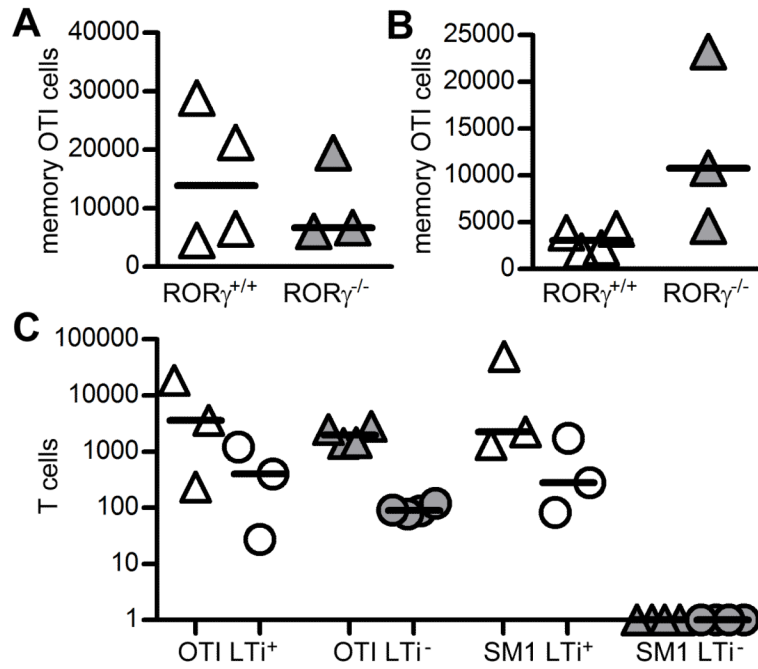 A
memory OTI cells
40000
30000
20000
10000
0
RORγ+/+ RORγ-/-
B
memory OTI cells
25000
20000
15000
10000
5000
0
RORγ+/+ RORγ-/-
C
T cells
100000
10000
1000
100
10
1
OTI LTi+ OTI LTi- SM1 LTi+ SM1 LTi-